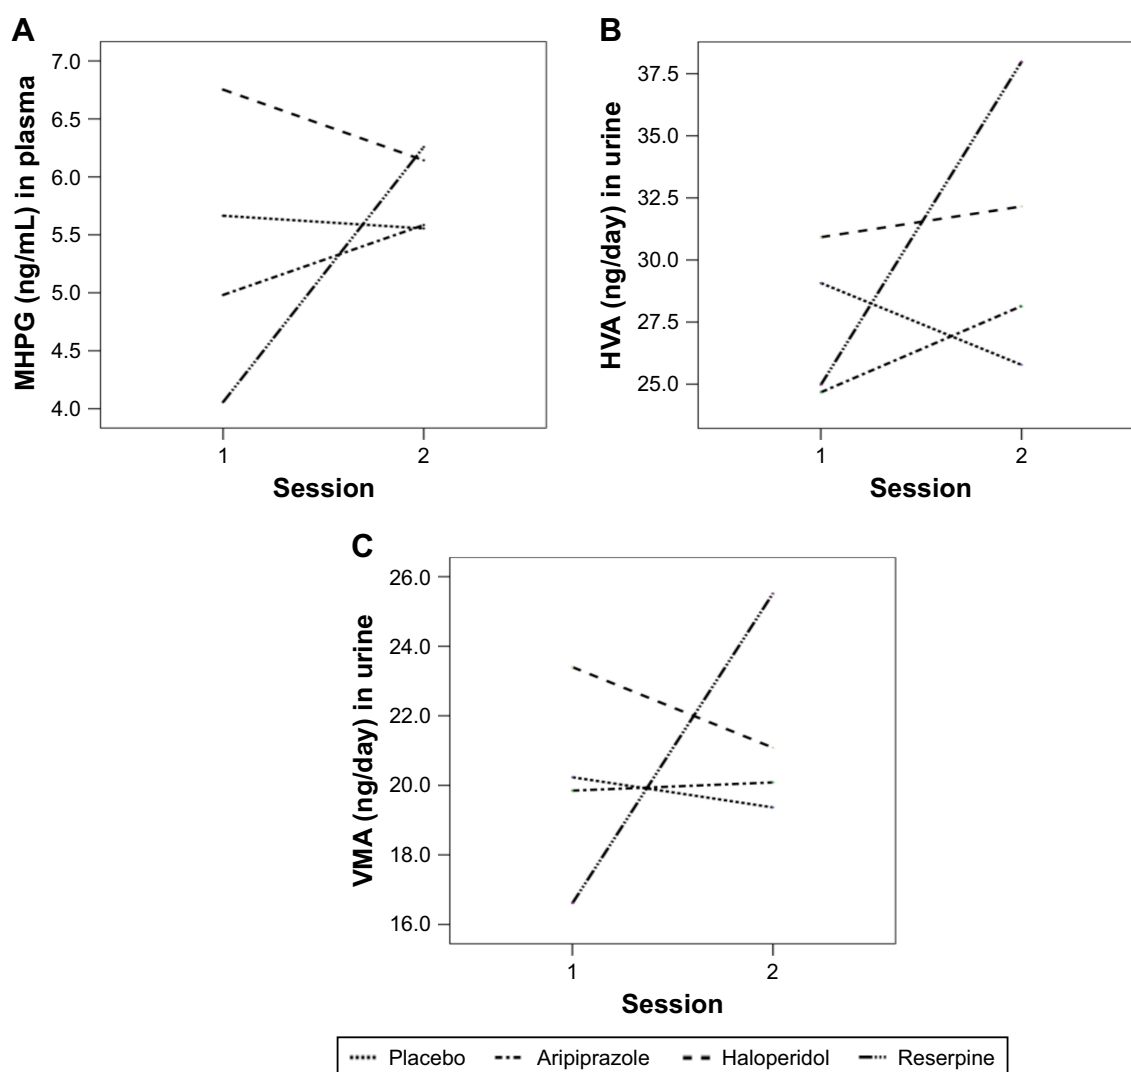 A
MHPG (ng/mL) in plasma
7.0
6.5
6.0
5.5
5.0
4.5
4.0
1 2
Session
B
HVA (ng/day) in urine
37.5
35.0
32.5
30.0
27.5
25.0
1 2
Session
C
VMA (ng/day) in urine
26.0
24.0
22.0
20.0
18.0
16.0
1 2
Session
Placebo Aripiprazole Haloperidol Reserpine